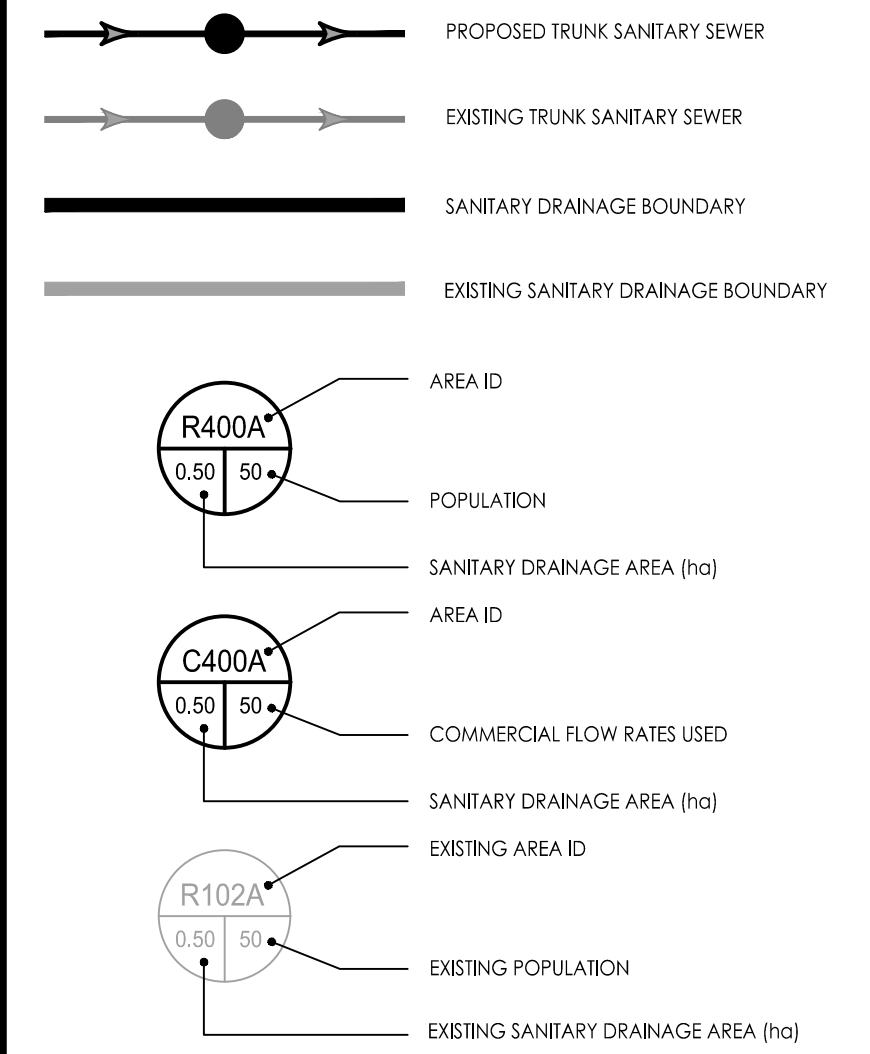 PROPOSED TRUNK SANITARY SEWER
EXISTING TRUNK SANITARY SEWER
SANITARY DRAINAGE BOUNDARY
EXISTING SANITARY DRAINAGE BOUNDARY
AREA ID
R400A
0.50 50
POPULATION
SANITARY DRAINAGE AREA (ha)
AREA ID
C400A
0.50 50
COMMERCIAL FLOW RATES USED
SANITARY DRAINAGE AREA (ha)
EXISTING AREA ID
R102A
0.50 50
EXISTING POPULATION
EXISTING SANITARY DRAINAGE AREA (ha)